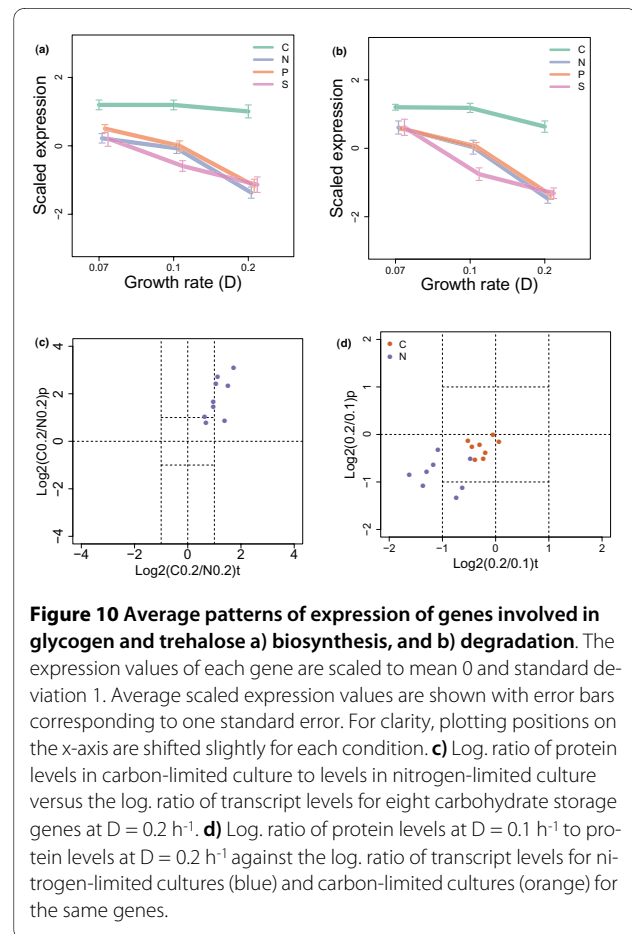 (a)
C
N
P
S
Scaled expression
2
0
−2
0.07
0.1
0.2
Growth rate (D)
(b)
C
N
P
S
Scaled expression
2
0
−2
0.07
0.1
0.2
Growth rate (D)
(c)
Log2(C0.2/N0.2)p
4
2
0
−2
−4
−4
−2
0
2
4
Log2(C0.2/N0.2)t
(d)
C
N
Log2(0.2/0.1)p
2
1
0
−1
−2
−2
−1
0
1
2
Log2(0.2/0.1)t
Figure 10 Average patterns of expression of genes involved in
glycogen and trehalose a) biosynthesis, and b) degradation. The
expression values of each gene are scaled to mean 0 and standard de-
viation 1. Average scaled expression values are shown with error bars
corresponding to one standard error. For clarity, plotting positions on
the x-axis are shifted slightly for each condition. c) Log. ratio of protein
levels in carbon-limited culture to levels in nitrogen-limited culture
versus the log. ratio of transcript levels for eight carbohydrate storage
genes at D = 0.2 h-1. d) Log. ratio of protein levels at D = 0.1 h-1 to pro-
tein levels at D = 0.2 h-1 against the log. ratio of transcript levels for ni-
trogen-limited cultures (blue) and carbon-limited cultures (orange) for
the same genes.